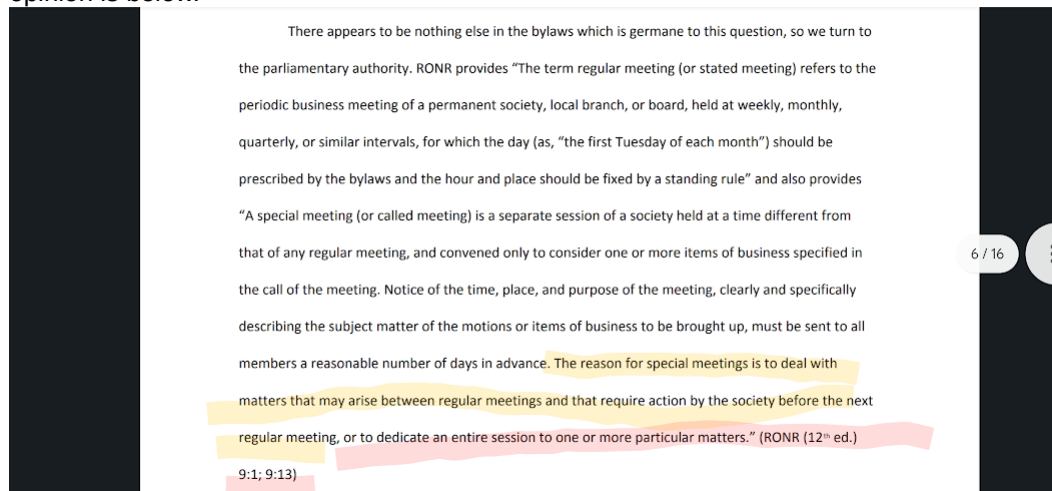 opinion is below.
There appears to be nothing else in the bylaws which is germane to this question, so we turn to
the parliamentary authority. RONR provides “The term regular meeting (or stated meeting) refers to the
periodic business meeting of a permanent society, local branch, or board, held at weekly, monthly,
quarterly, or similar intervals, for which the day (as, “the first Tuesday of each month”) should be
prescribed by the bylaws and the hour and place should be fixed by a standing rule” and also provides
“A special meeting (or called meeting) is a separate session of a society held at a time different from
that of any regular meeting, and convened only to consider one or more items of business specified in
6 / 16
the call of the meeting. Notice of the time, place, and purpose of the meeting, clearly and specifically
describing the subject matter of the motions or items of business to be brought up, must be sent to all
members a reasonable number of days in advance. The reason for special meetings is to deal with
matters that may arise between regular meetings and that require action by the society before the next
regular meeting, or to dedicate an entire session to one or more particular matters.” (RONR (12th ed.)
9:1; 9:13)